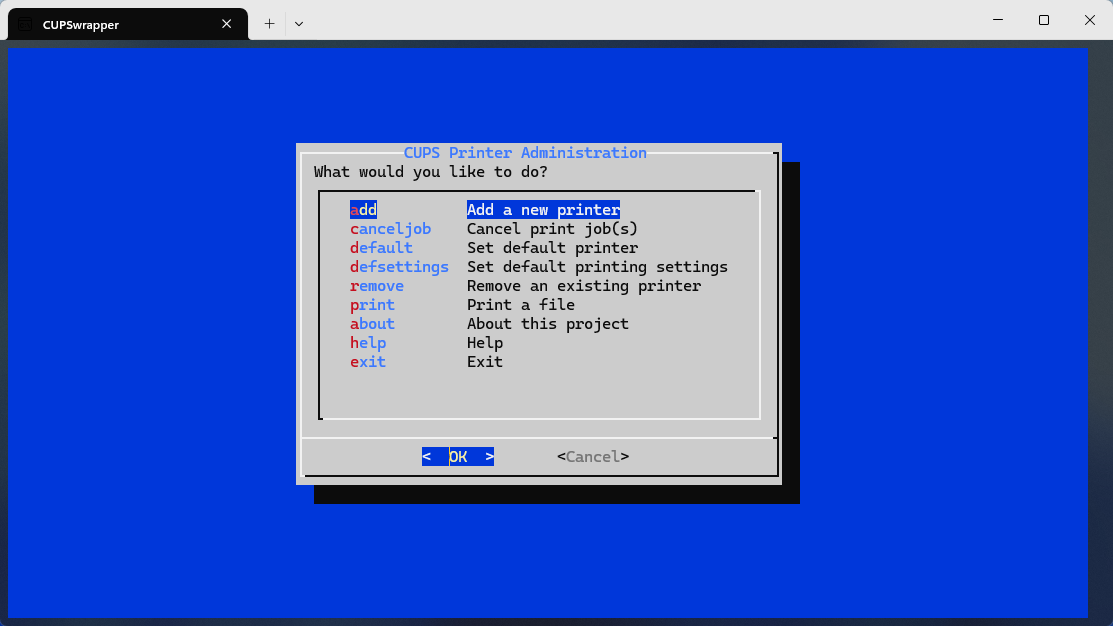 CUPSwrapper
CUPS Printer Administration
What would you like to do?
add Add a new printer
canceljob Cancel print job(s)
default Set default printer
defsettings Set default printing settings
remove Remove an existing printer
print Print a file
about About this project
help Help
exit Exit
< OK > <Cancel>